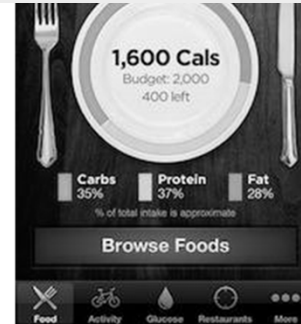 1,600 Cals
Budget: 2,000
400 left
Carbs
35%
Protein
37%
Fat
28%
% of total intake is approximate
Browse Foods
Food Activity Glucose Restaurants More